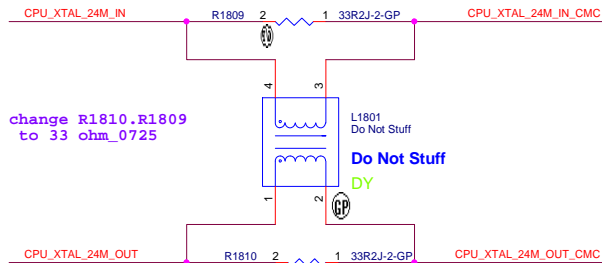 CPU_XTAL_24M_IN
R1809 2 1 33R2J-2-GP
CPU_XTAL_24M_IN_CMC
4 3
change R1810.R1809
to 33 ohm_0725
L1801
Do Not Stuff
Do Not Stuff
DY
1 2
GP
CPU_XTAL_24M_OUT
R1810 2 1 33R2J-2-GP
CPU_XTAL_24M_OUT_CMC